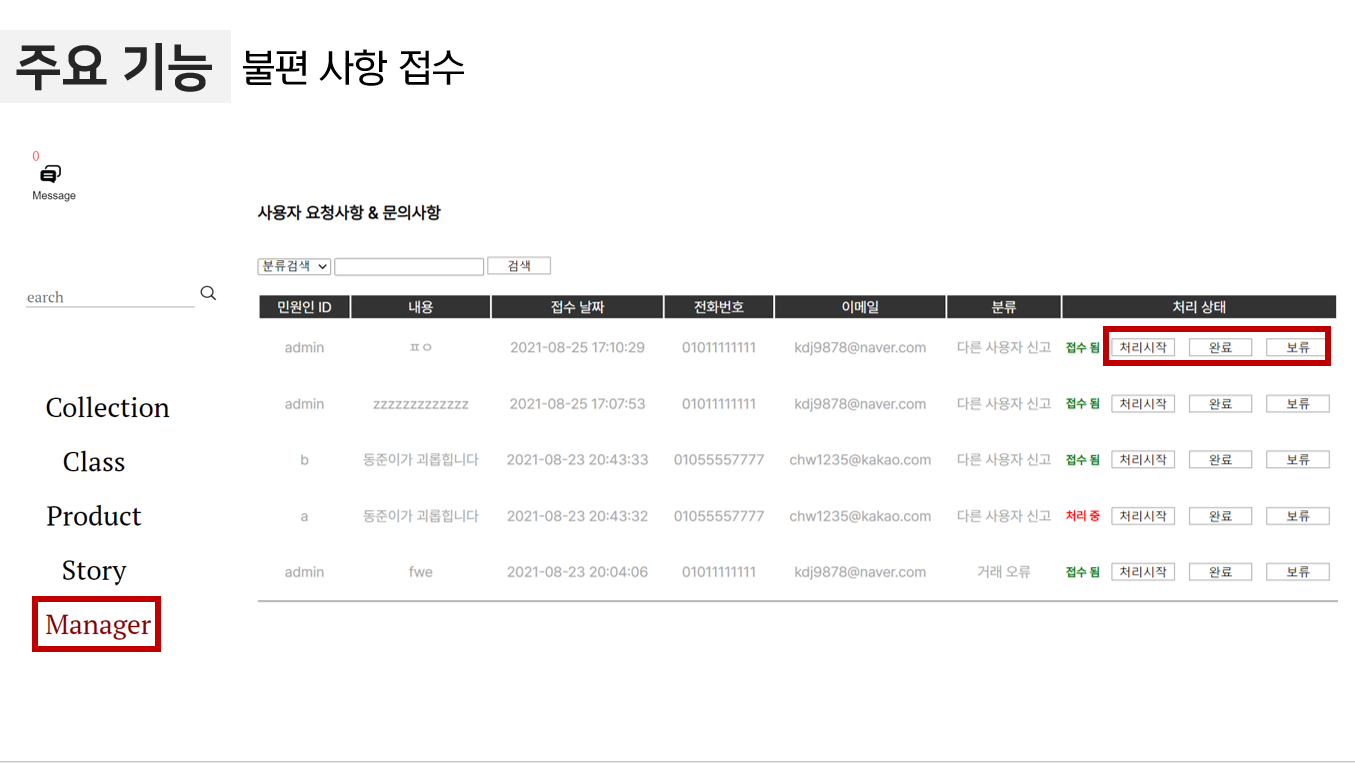 주요 기능 불편 사항 접수
0
Message
사용자 요청사항 & 문의사항
분류검색 검색
earch
민원인 ID 내용 접수 날짜 전화번호 이메일 분류 처리 상태
admin ㅍㅇ 2021-08-25 17:10:29 01011111111 kdj9878@naver.com 다른 사용자 신고 접수 됨 처리시작 완료 보류
admin zzzzzzzzzzzzz 2021-08-25 17:07:53 01011111111 kdj9878@naver.com 다른 사용자 신고 접수 됨 처리시작 완료 보류
b 동준이가 괴롭힙니다 2021-08-23 20:43:33 01055557777 chw1235@kakao.com 다른 사용자 신고 접수 됨 처리시작 완료 보류
a 동준이가 괴롭힙니다 2021-08-23 20:43:32 01055557777 chw1235@kakao.com 다른 사용자 신고 처리 중 처리시작 완료 보류
admin fwe 2021-08-23 20:04:06 01011111111 kdj9878@naver.com 거래 오류 접수 됨 처리시작 완료 보류
Collection
Class
Product
Story
Manager